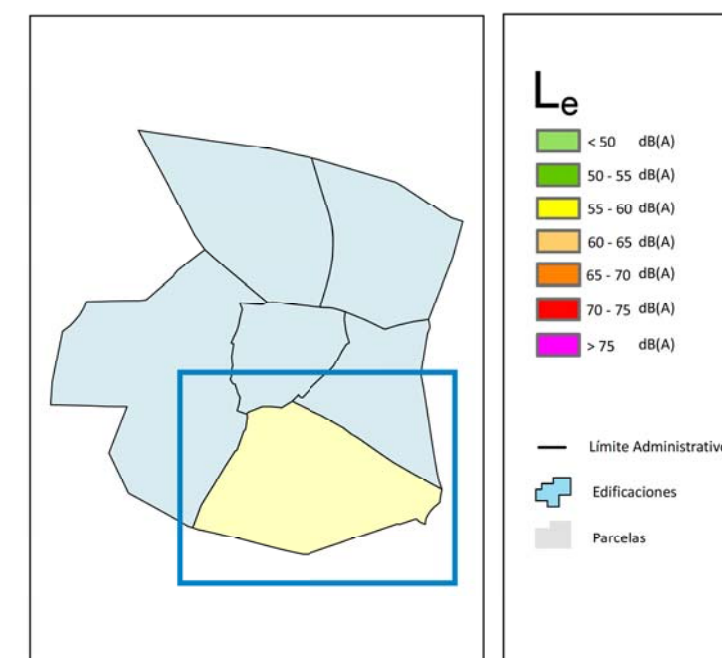 Le
< 50 dB(A)
50 - 55 dB(A)
55 - 60 dB(A)
60 - 65 dB(A)
65 - 70 dB(A)
70 - 75 dB(A)
> 75 dB(A)
Límite Administrativo
Edificaciones
Parcelas